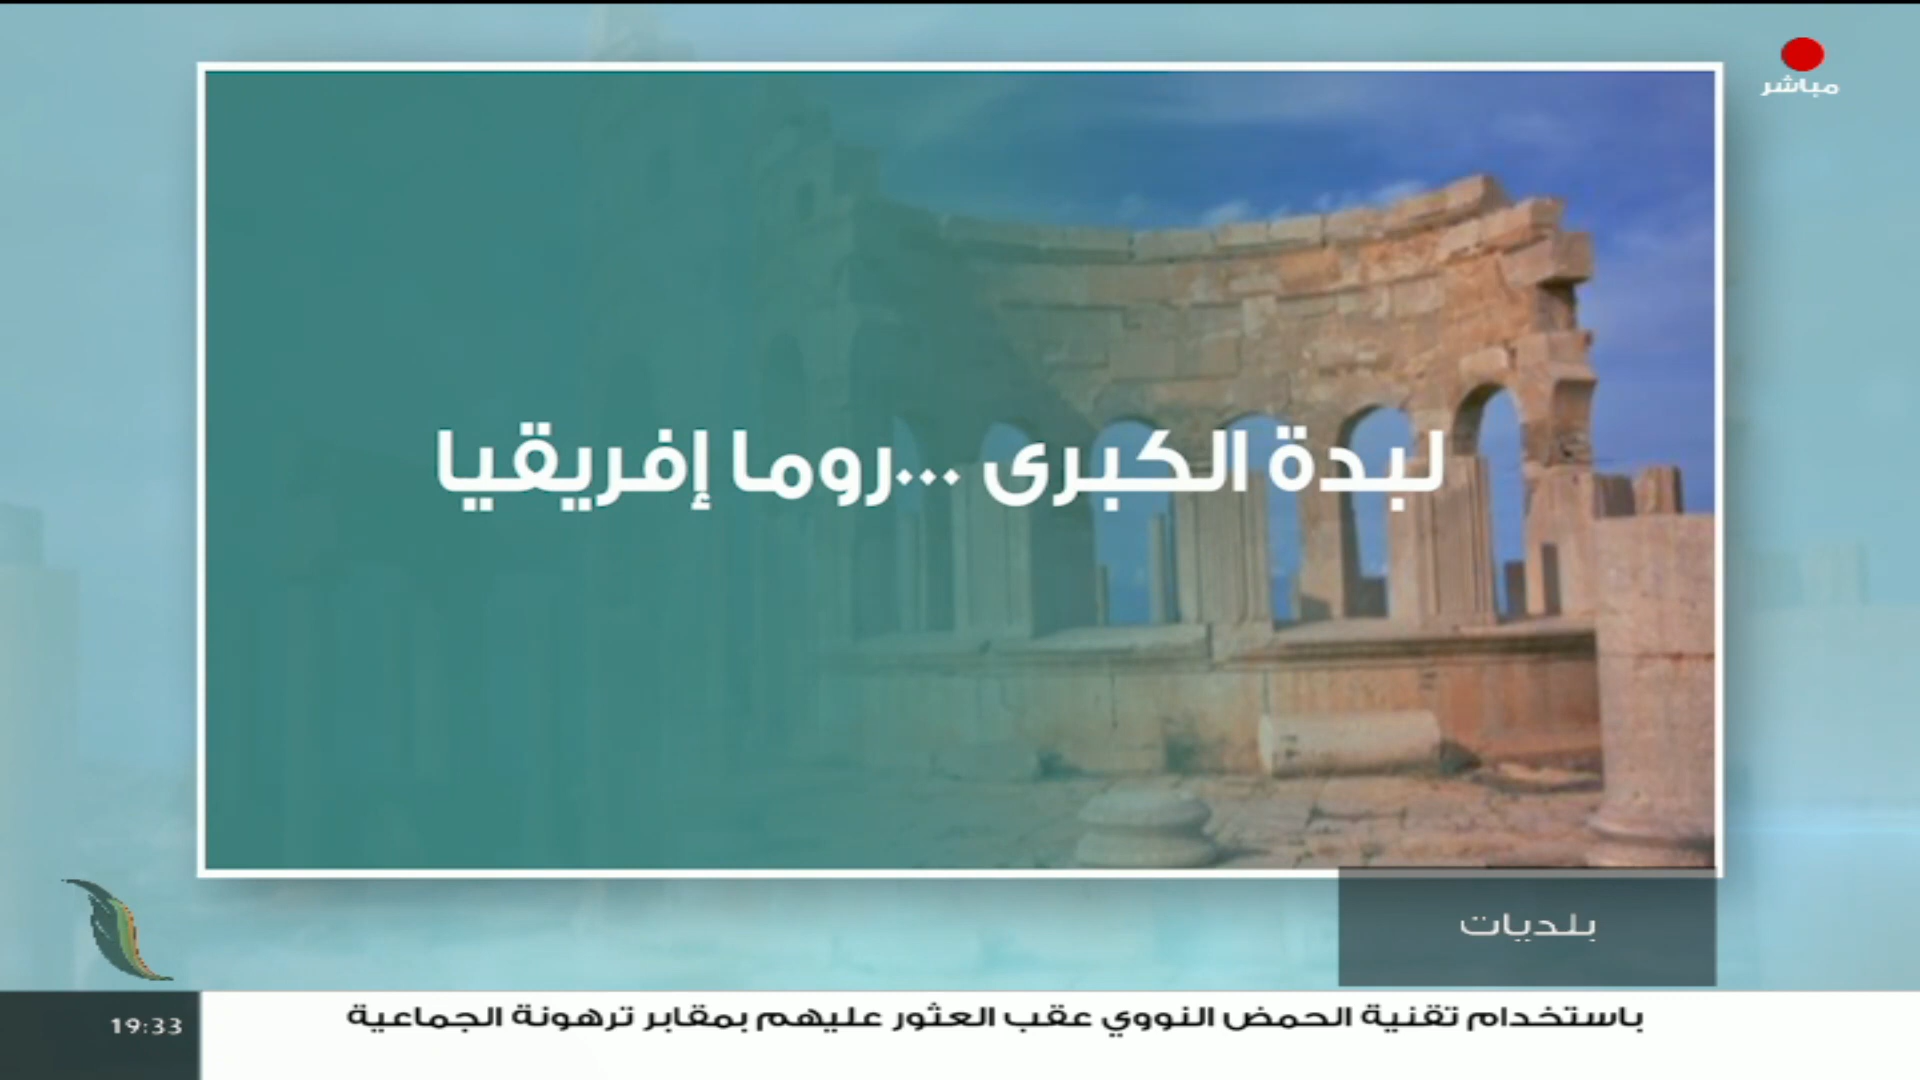 مباشر
لبدة الكبرى ...روما إفريقيا
بلديات
باستخدام تقنية الحمض النووي عقب العثور عليهم بمقابر ترهونة الجماعية
19:33